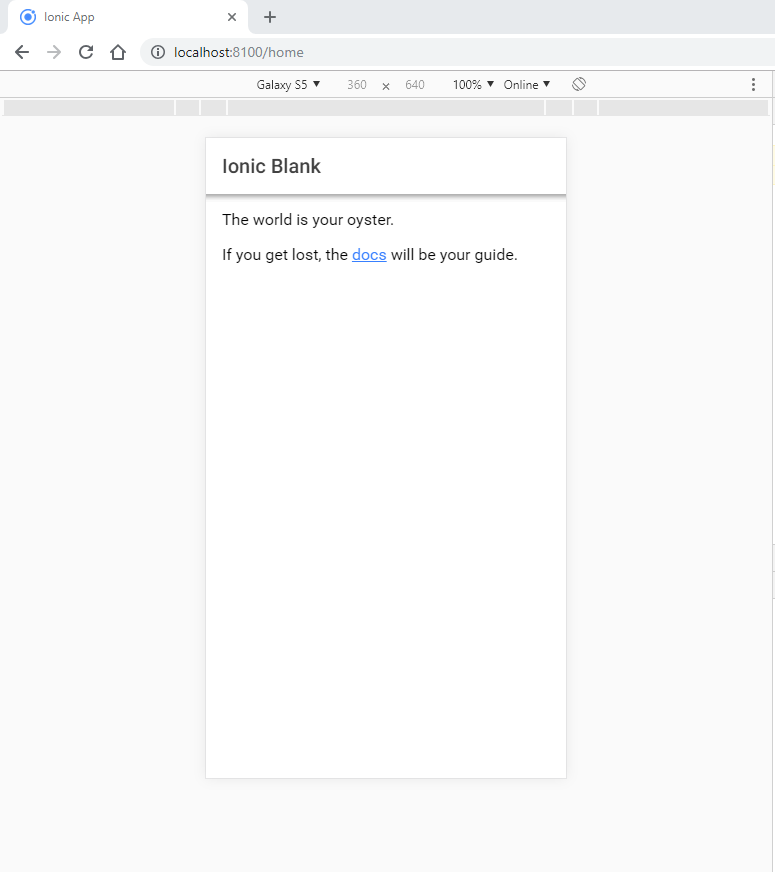 Ionic App
localhost:8100/home
Galaxy S5 ▼ 360 × 640 100% ▼ Online ▼
Ionic Blank
The world is your oyster.
If you get lost, the docs will be your guide.